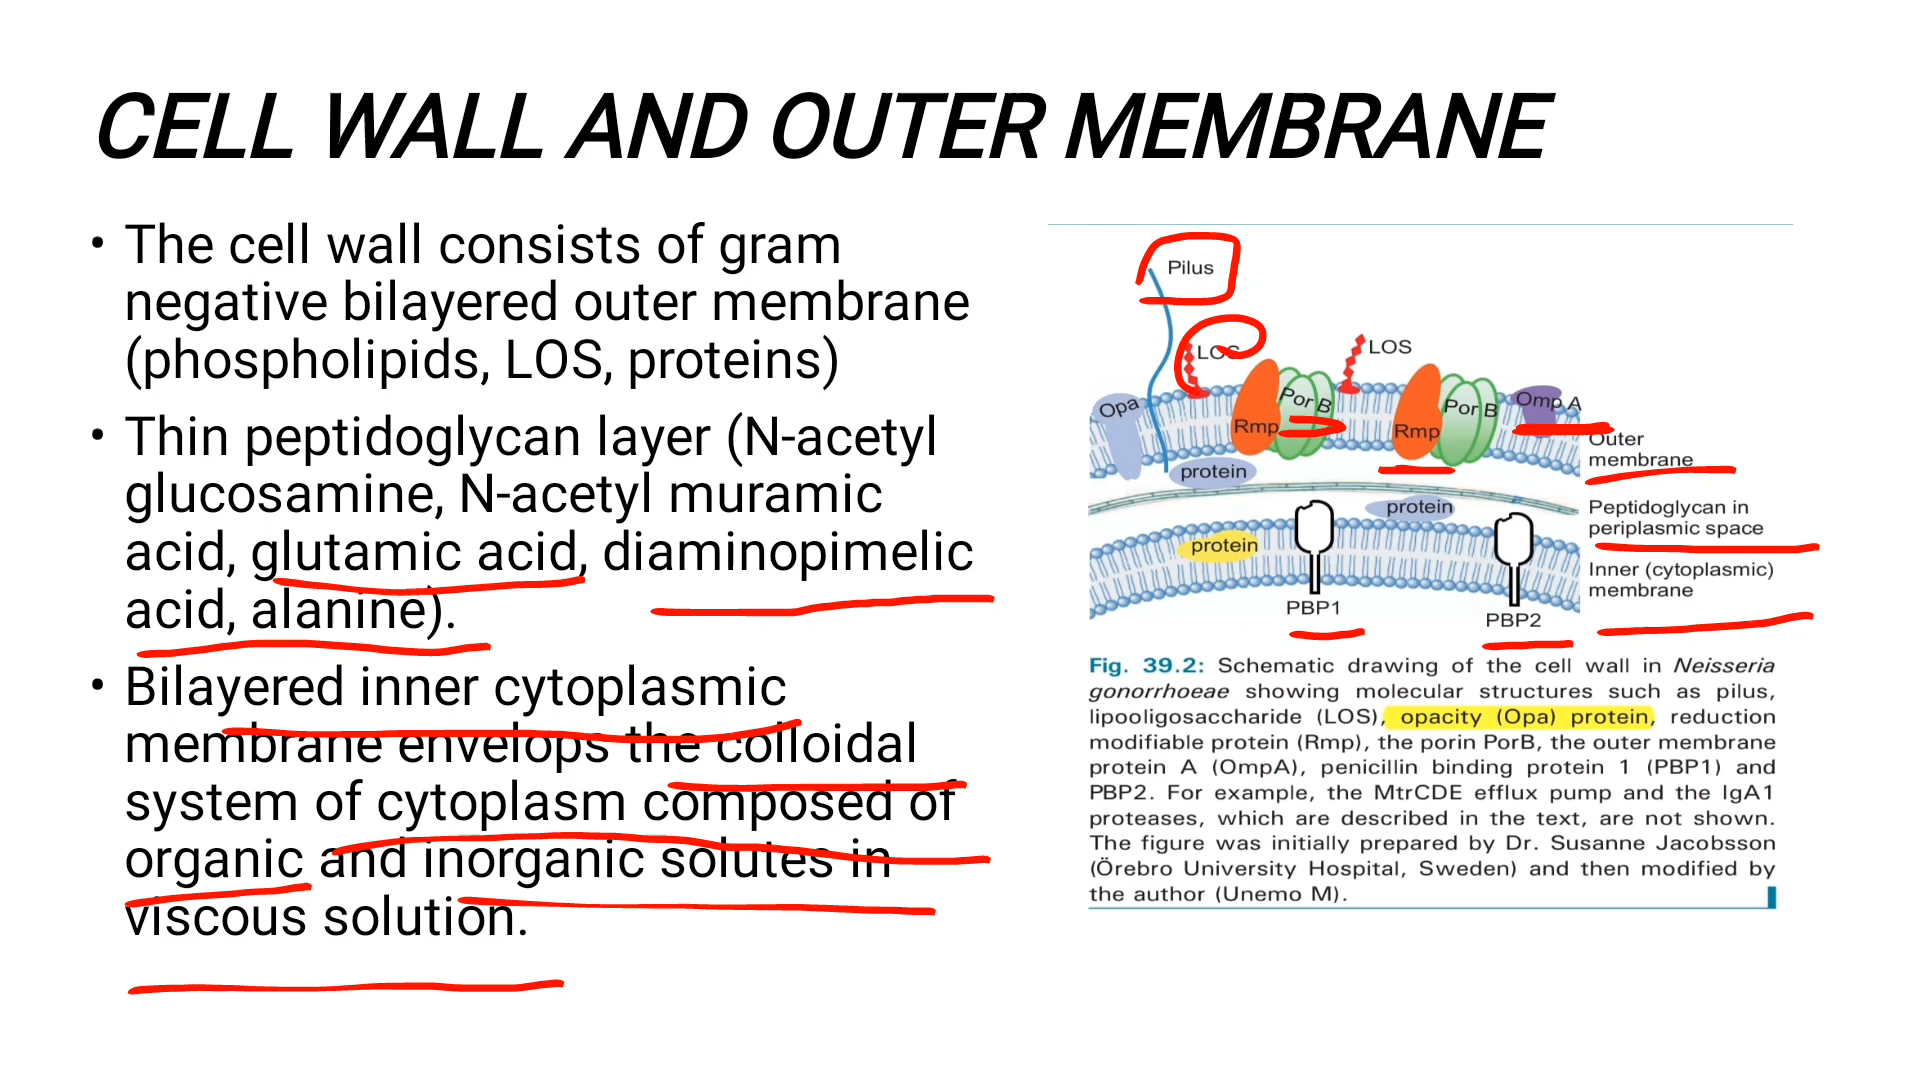 CELL WALL AND OUTER MEMBRANE
• The cell wall consists of gram
negative bilayered outer membrane
(phospholipids, LOS, proteins)
• Thin peptidoglycan layer (N-acetyl
glucosamine, N-acetyl muramic
acid, glutamic acid, diaminopimelic
acid, alanine).
• Bilayered inner cytoplasmic
membrane envelops the colloidal
system of cytoplasm composed of
organic and inorganic solutes in
viscous solution.
Pilus
LOS
LOS
Opa
Rmp
Por B
Rmp
Por B
Omp A
Outer
membrane
protein
Peptidoglycan in
periplasmic space
protein
protein
Inner (cytoplasmic)
membrane
PBP1
PBP2
Fig. 39.2: Schematic drawing of the cell wall in Neisseria
gonorrhoeae showing molecular structures such as pilus,
lipooligosaccharide (LOS), opacity (Opa) protein, reduction
modifiable protein (Rmp), the porin PorB, the outer membrane
protein A (OmpA), penicillin binding protein 1 (PBP1) and
PBP2. For example, the MtrCDE efflux pump and the IgA1
proteases, which are described in the text, are not shown.
The figure was initially prepared by Dr. Susanne Jacobsson
(Örebro University Hospital, Sweden) and then modified by
the author (Unemo M).